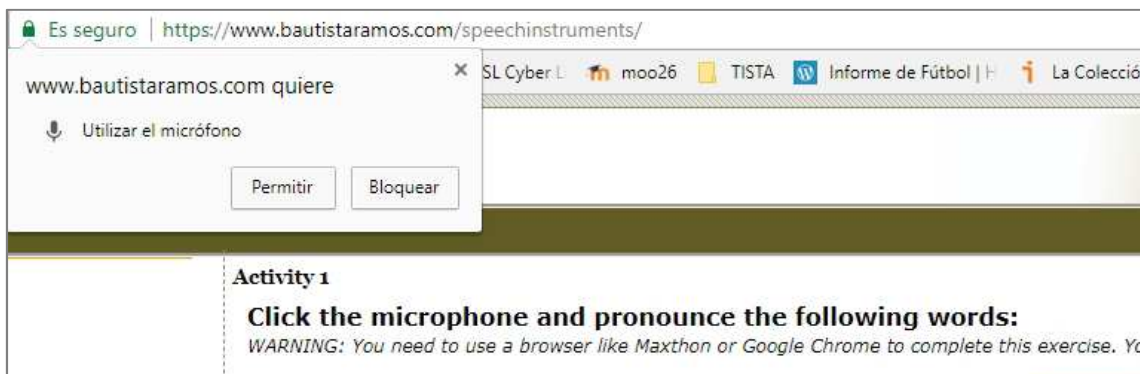 Es seguro | https://www.bautistaramos.com/speechinstruments/
SL Cyber L moo26 TISTA Informe de Fútbol | H La Colecció
www.bautistaramos.com quiere
Utilizar el micrófono
Permitir Bloquear
Activity 1
Click the microphone and pronounce the following words:
WARNING: You need to use a browser like Maxthon or Google Chrome to complete this exercise. Yo